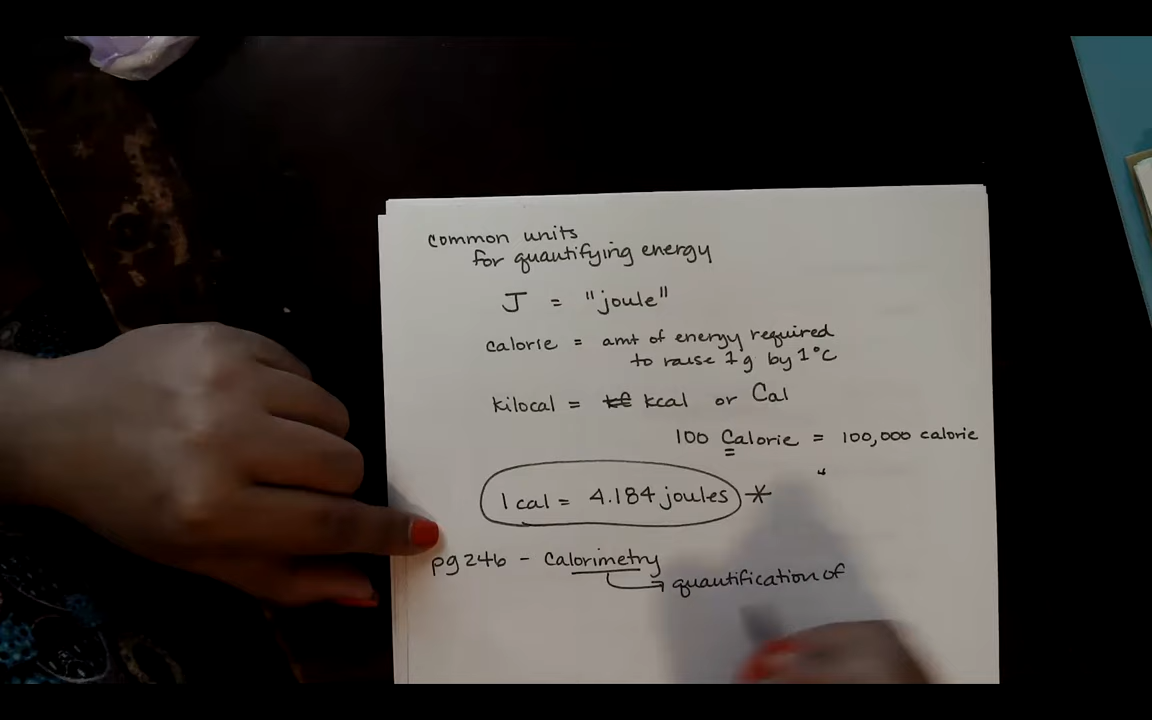 common units
for quantifying energy
J = "joule"
calorie = amt of energy required
to raise 1g by 1°C
kilocal = kcal or Cal
100 Calorie = 100,000 calorie
"
1 cal = 4.184 joules *
pg 246 - Calorimetry
quantification of